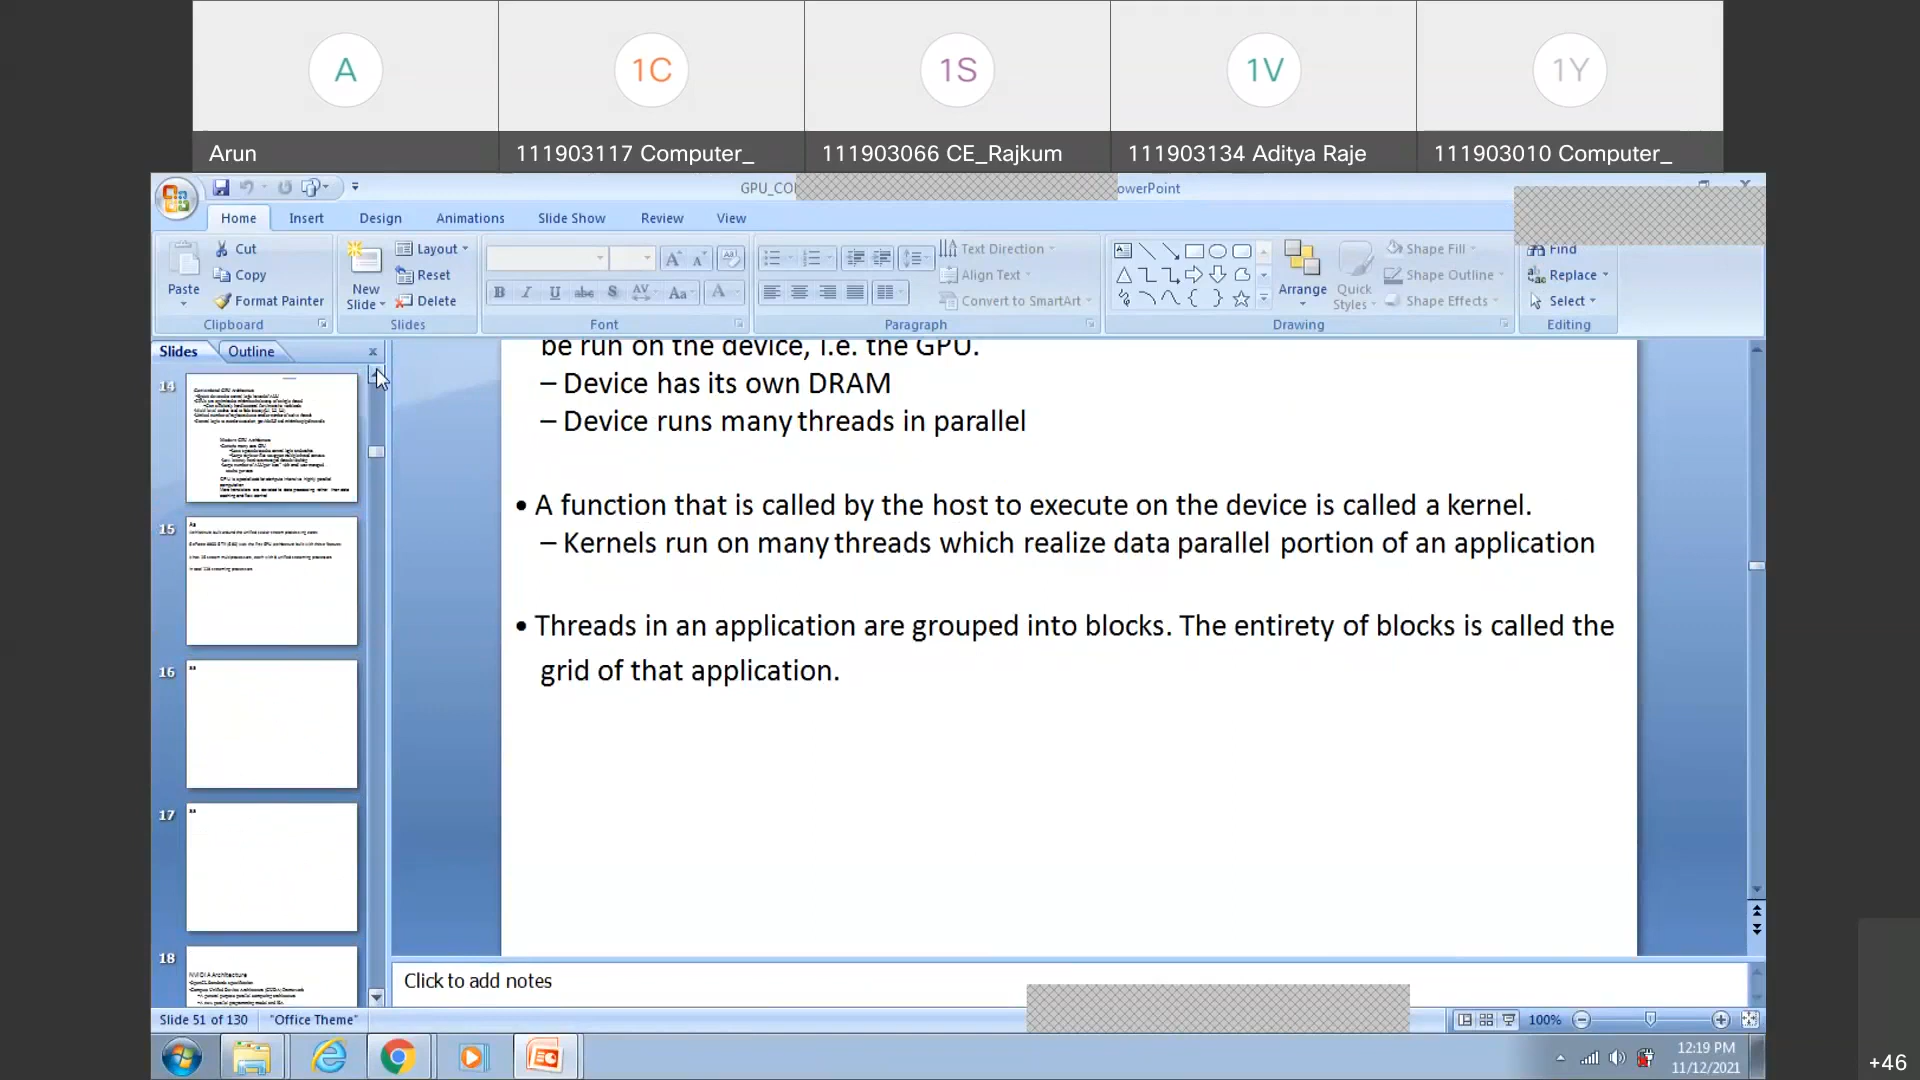 A
1C
1S
1V
1Y
Arun
111903117 Computer_
111903066 CE_Rajkum
111903134 Aditya Raje
111903010 Computer_
GPU_CO
owerPoint
Home
Insert
Design
Animations
Slide Show
Review
View
Paste
Cut
Copy
Format Painter
Clipboard
New
Slide
Layout
Reset
Delete
Slides
Font
Text Direction
Align Text
Convert to SmartArt
Paragraph
Arrange
Quick
Styles
Shape Fill
Shape Outline
Shape Effects
Drawing
Find
Replace
Select
Editing
Slides
Outline
14
15
16
17
18
NVIDIA Architecture
be run on the device, i.e. the GPU.
– Device has its own DRAM
– Device runs many threads in parallel
• A function that is called by the host to execute on the device is called a kernel.
– Kernels run on many threads which realize data parallel portion of an application
• Threads in an application are grouped into blocks. The entirety of blocks is called the
grid of that application.
Click to add notes
Slide 51 of 130
"Office Theme"
100%
12:19 PM
11/12/2021
+46